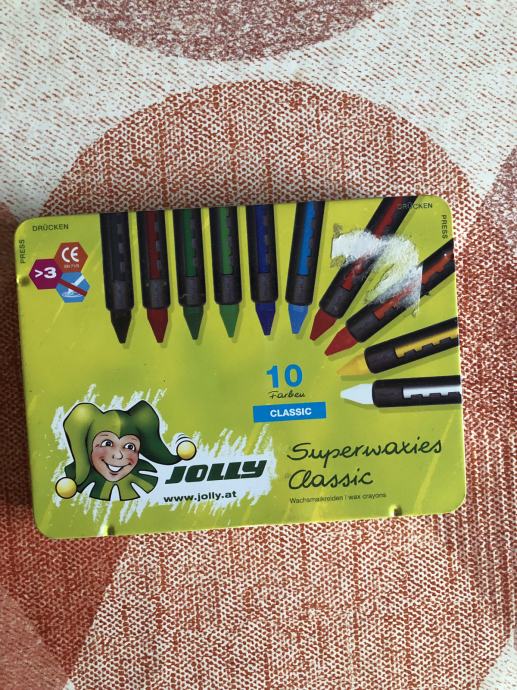 DRÜCKEN
PRESS
DRÜCKEN
PRESS
CE
>3
10
Farben
CLASSIC
JOLLY
www.jolly.at
Superwaxies
Classic
Wachsmalkreiden | wax crayons